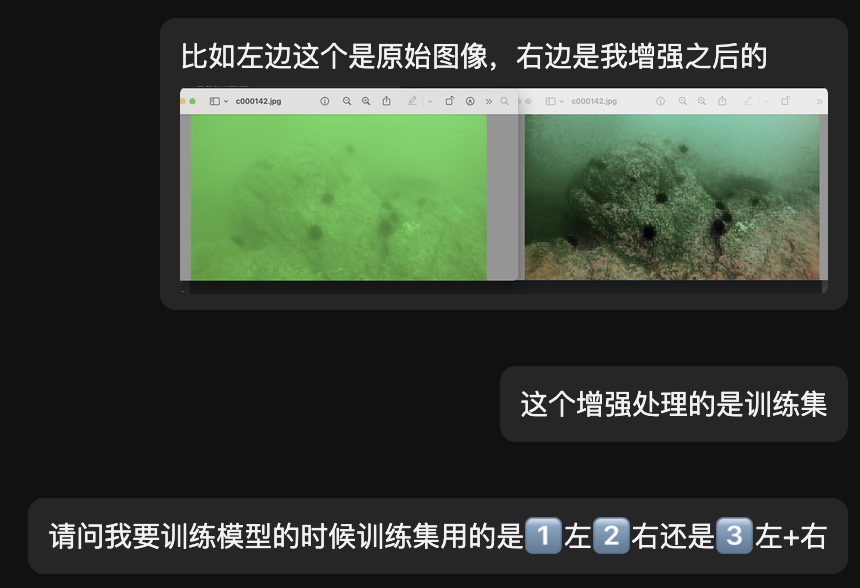 比如左边这个是原始图像，右边是我增强之后的
c000142.jpg
c000142.jpg
这个增强处理的是训练集
请问我要训练模型的时候训练集用的是1️⃣左2️⃣右还是3️⃣左+右